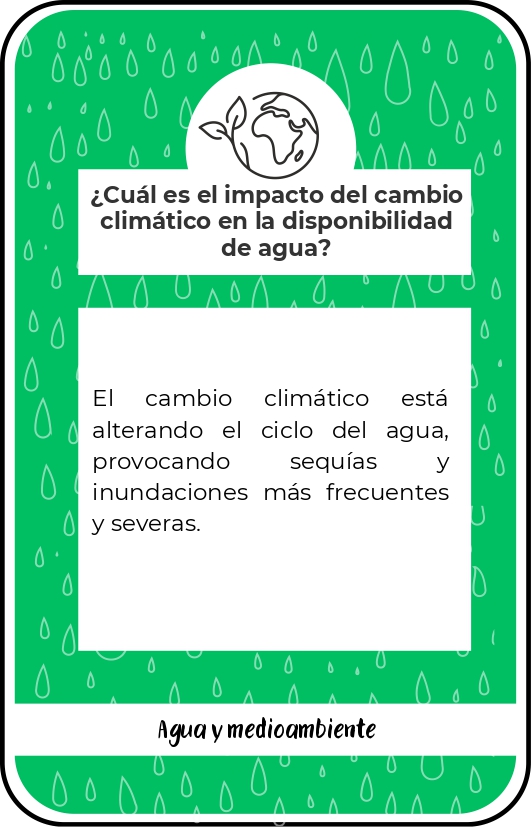 ¿Cuál es el impacto del cambio
climático en la disponibilidad
de agua?
El cambio climático está
alterando el ciclo del agua,
provocando sequías y
inundaciones más frecuentes
y severas.
Agua y medioambiente